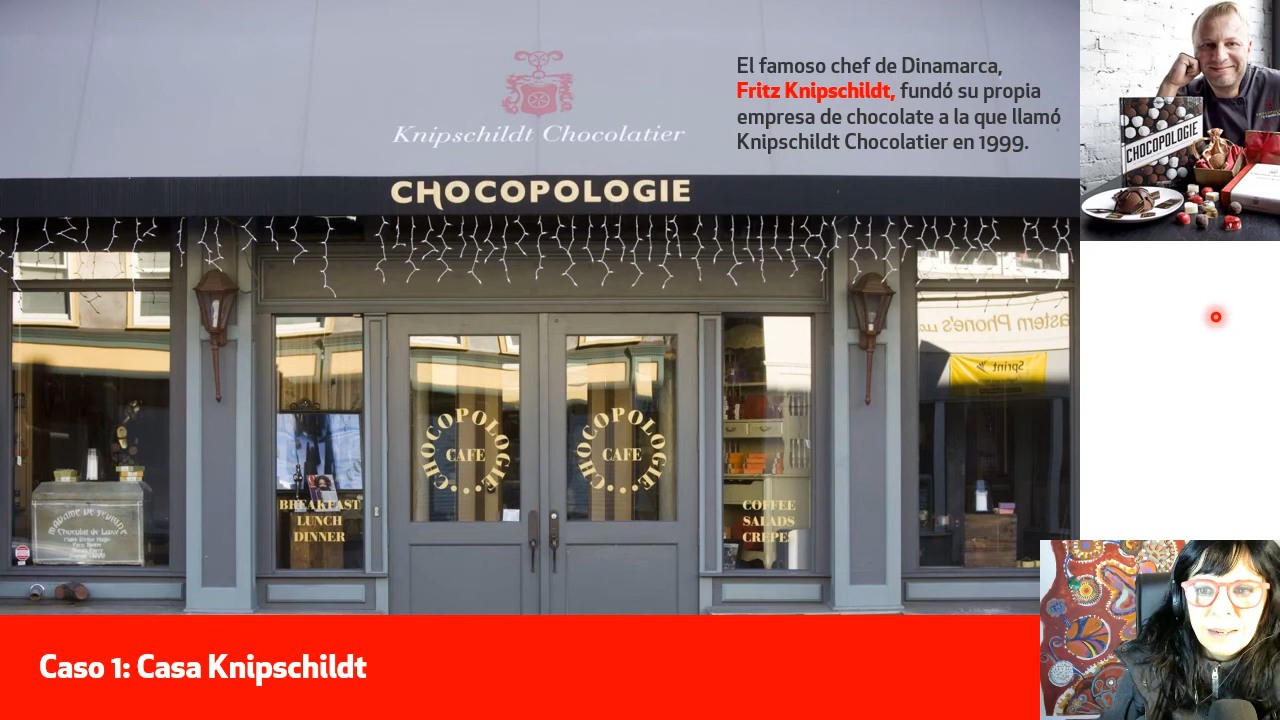 El famoso chef de Dinamarca,
Fritz Knipschildt, fundó su propia
empresa de chocolate a la que llamó
Knipschildt Chocolatier en 1999.
Knipschildt Chocolatier
CHOCOPOLOGIE
CHOCOPOLOGIE
CHOCOPOLOGIE
CAFE
CHOCOPOLOGIE
CAFE
BREAKFAST
LUNCH
DINNER
COFFEE
SALADS
CREPES
Sprint
Caso 1: Casa Knipschildt